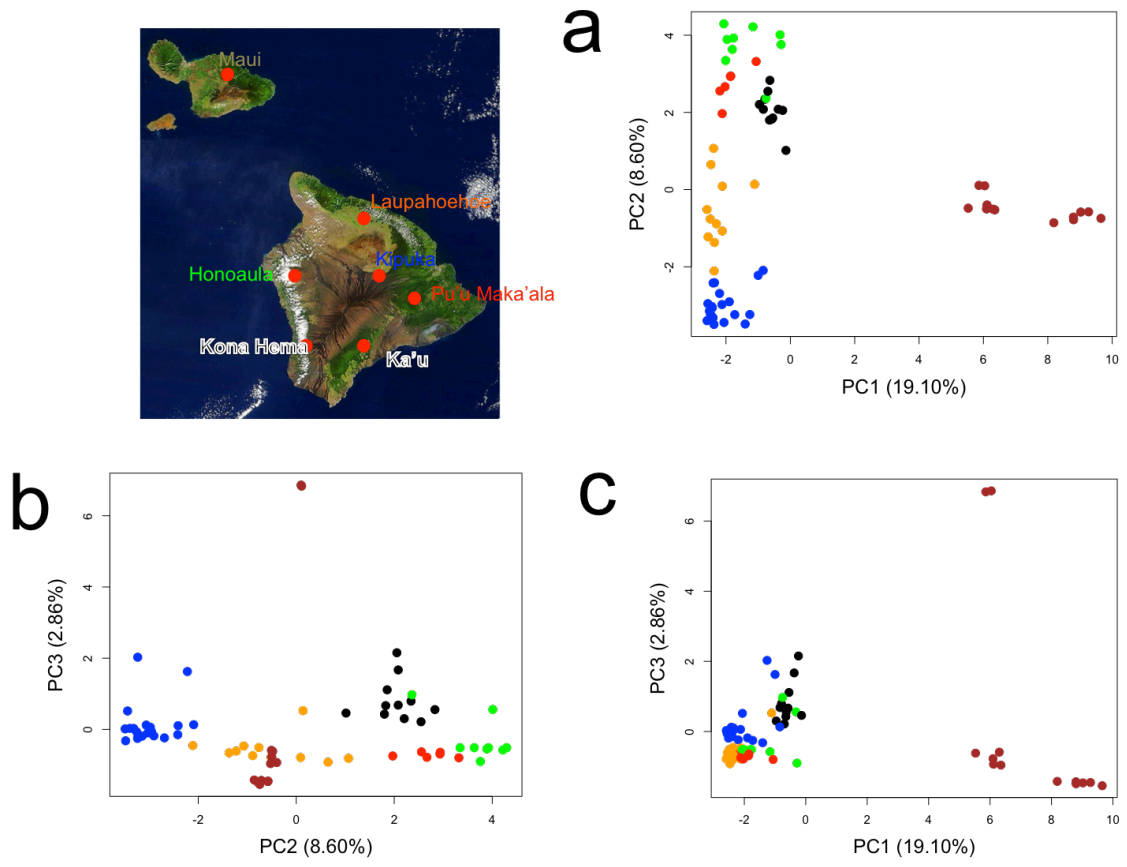 Maui
Laupahoehoe
Honoaula
Kipuka
Pu'u Maka'ala
Kona Hema
Ka'u
a
PC2 (8.60%)
4
2
0
-2
-2
0
2
4
6
8
10
PC1 (19.10%)
b
PC3 (2.86%)
6
4
2
0
-2
0
2
4
PC2 (8.60%)
c
PC3 (2.86%)
6
4
2
0
-2
0
2
4
6
8
10
PC1 (19.10%)